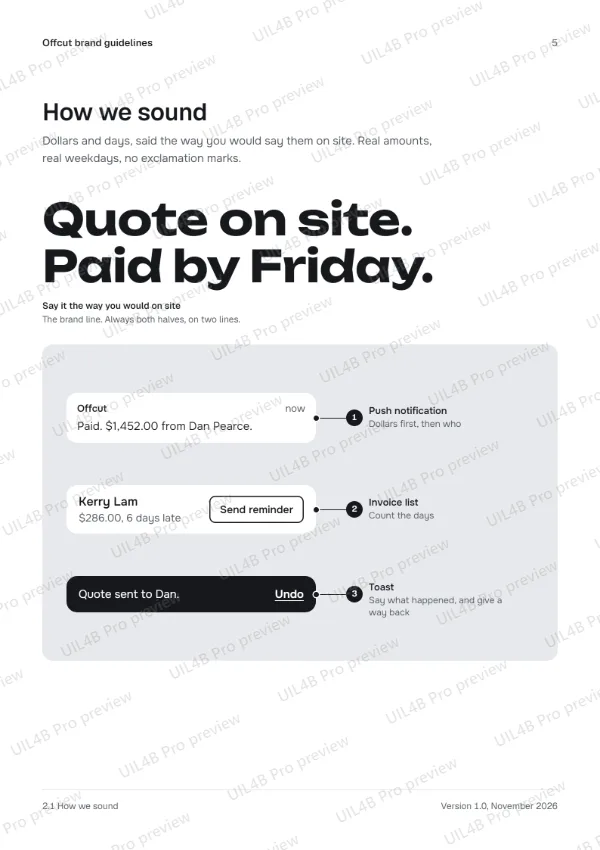 Offcut brand guidelines
5
How we sound
Dollars and days, said the way you would say them on site. Real amounts,
real weekdays, no exclamation marks.
Quote on site.
Paid by Friday.
Say it the way you would on site
The brand line. Always both halves, on two lines.
Offcut
now
Paid. $1,452.00 from Dan Pearce.
1
Push notification
Dollars first, then who
Kerry Lam
$286.00, 6 days late
Send reminder
2
Invoice list
Count the days
Quote sent to Dan.
Undo
3
Toast
Say what happened, and give a
way back
2.1 How we sound
Version 1.0, November 2026
UIL4B Pro preview